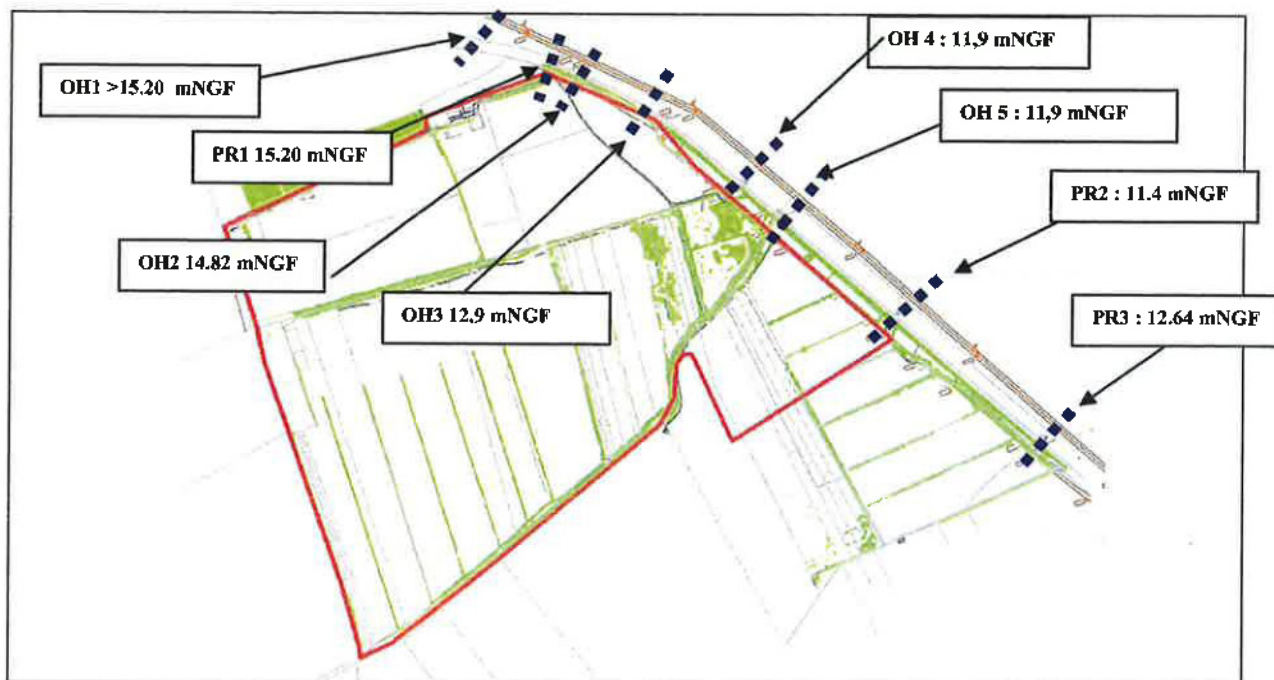 OH 4 : 11,9 mNGF
OH1 >15.20 mNGF
OH 5 : 11,9 mNGF
PR1 15.20 mNGF
PR2 : 11.4 mNGF
OH2 14.82 mNGF
OH3 12,9 mNGF
PR3 : 12.64 mNGF